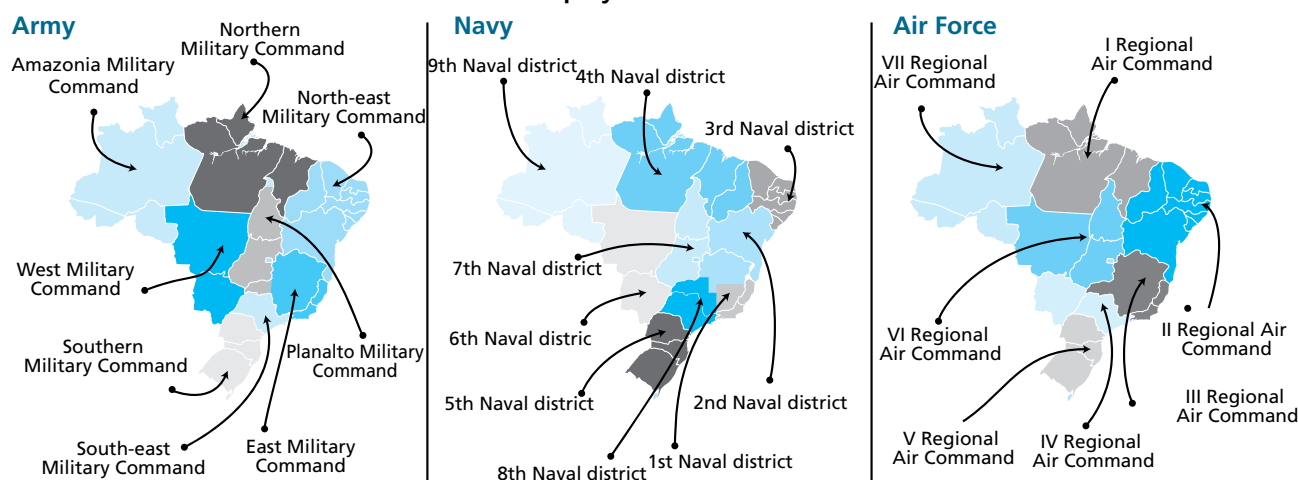 Army
Northern
Military Command
Amazonia Military
Command
North-east
Military Command
West Military
Command
Southern
Military Command
Planalto Military
Command
South-east
Military Command
East Military
Command
Navy
9th Naval district
4th Naval district
3rd Naval district
7th Naval district
6th Naval distric
5th Naval district
2nd Naval district
8th Naval district
1st Naval district
Air Force
I Regional
Air Command
VII Regional
Air Command
VI Regional
Air Command
II Regional Air
Command
III Regional
Air Command
V Regional
Air Command
IV Regional
Air Command